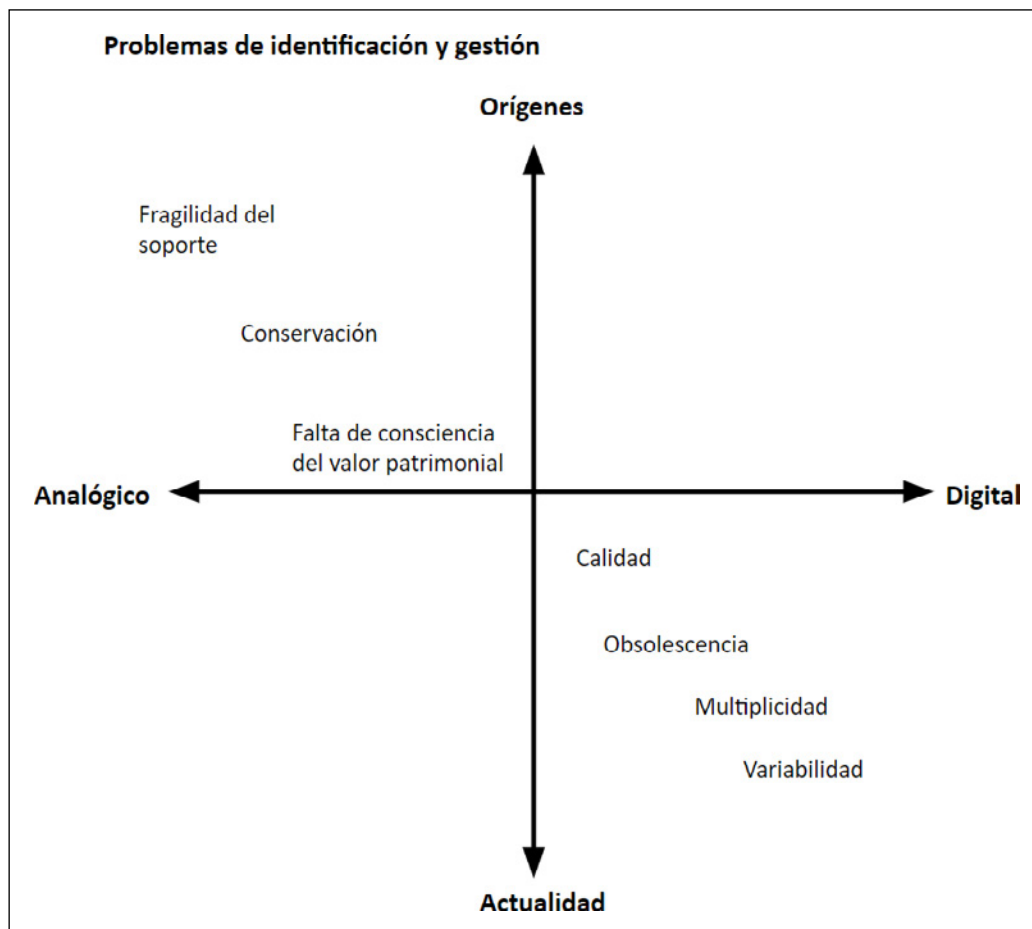 Problemas de identificación y gestión
Orígenes
Fragilidad del
soporte
Conservación
Falta de consciencia
del valor patrimonial
Analógico
Digital
Calidad
Obsolescencia
Multiplicidad
Variabilidad
Actualidad